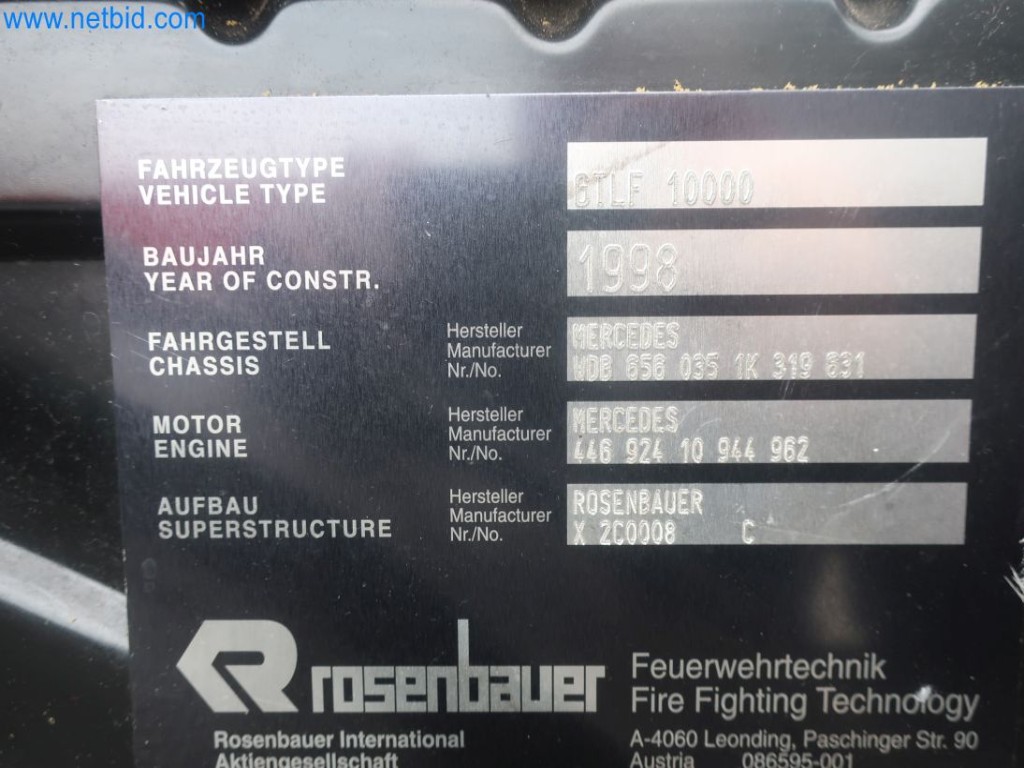 www.netbid.com
FAHRZEUGTYPE
VEHICLE TYPE
GTLF 10000
BAUJAHR
YEAR OF CONSTR.
1998
FAHRGESTELL
CHASSIS
Hersteller
Manufacturer
Nr./No.
MERCEDES
WDB 656 035 1K 319 631
MOTOR
ENGINE
Hersteller
Manufacturer
Nr./No.
MERCEDES
446 924 10 944 962
AUFBAU
SUPERSTRUCTURE
Hersteller
Manufacturer
Nr./No.
ROSENBAUER
X 2C0008 C
rosenbauer
Feuerwehrtechnik
Fire Fighting Technology
Rosenbauer International
Aktiengesellschaft
A-4060 Leonding, Paschinger Str. 90
Austria 086595-001